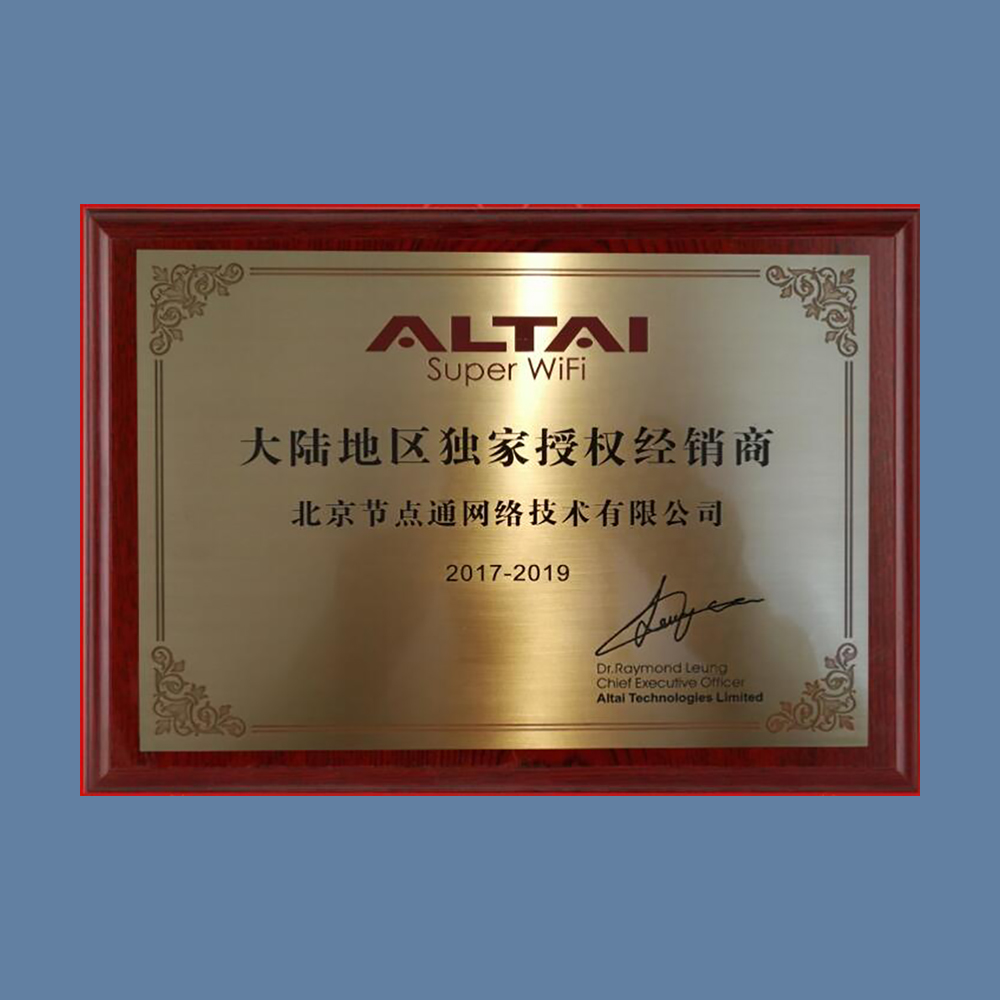 ALTAI
Super WiFi
大陆地区独家授权经销商
北京节点通网络技术有限公司
2017-2019
Dr.Raymond Leung
Chief Executive Officer
Altai Technologies Limited